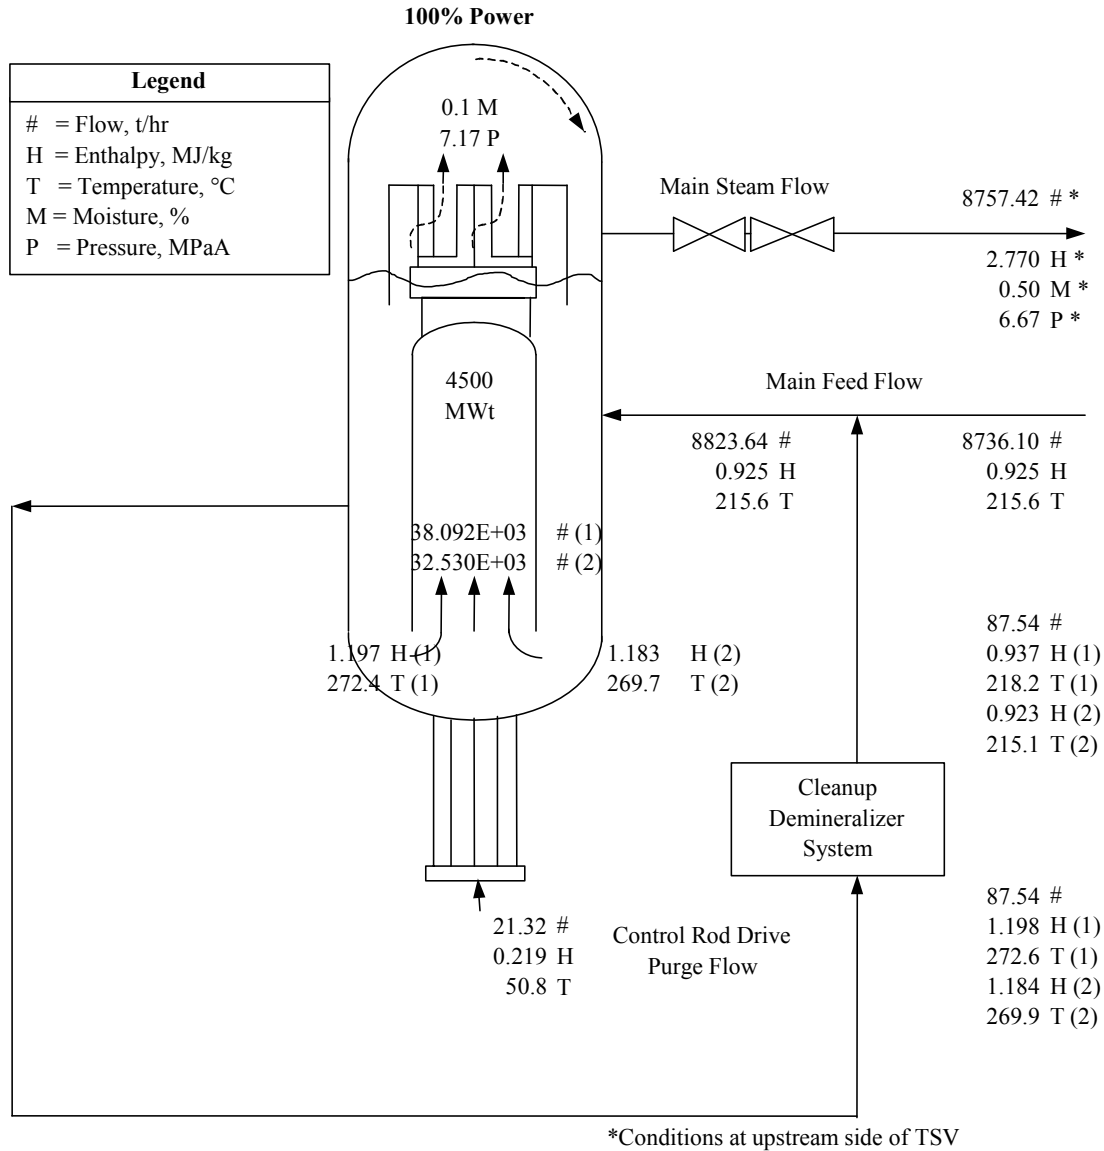 100% Power
Legend
# = Flow, t/hr
H = Enthalpy, MJ/kg
T = Temperature, °C
M = Moisture, %
P = Pressure, MPaA
0.1 M
7.17 P
Main Steam Flow
8757.42 # *
2.770 H *
0.50 M *
6.67 P *
4500
MWt
Main Feed Flow
8823.64 #
0.925 H
215.6 T
8736.10 #
0.925 H
215.6 T
38.092E+03 # (1)
32.530E+03 # (2)
1.197 H (1)
272.4 T (1)
1.183 H (2)
269.7 T (2)
87.54 #
0.937 H (1)
218.2 T (1)
0.923 H (2)
215.1 T (2)
Cleanup
Demineralizer
System
21.32 #
0.219 H
50.8 T
Control Rod Drive
Purge Flow
87.54 #
1.198 H (1)
272.6 T (1)
1.184 H (2)
269.9 T (2)
*Conditions at upstream side of TSV